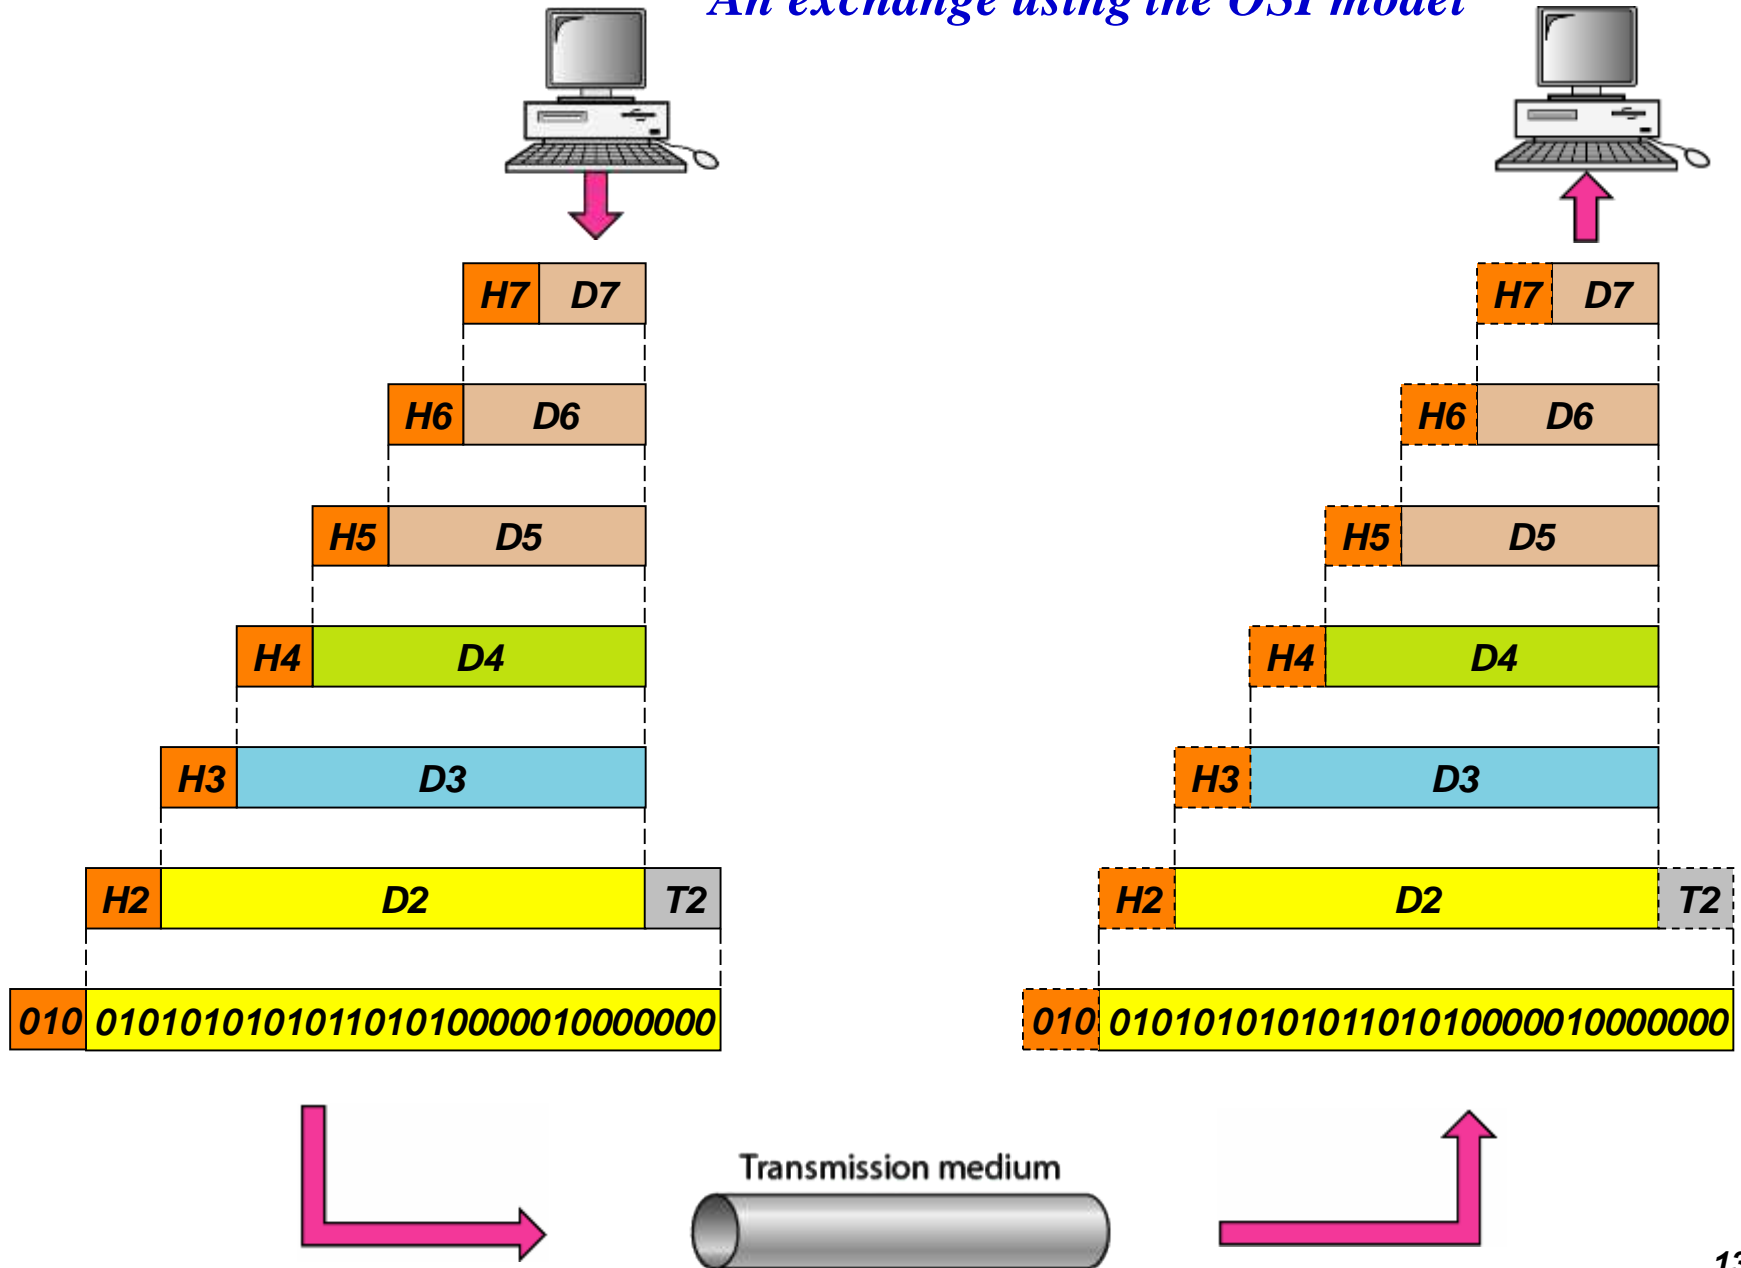 An exchange using the OSI model
H7 D7 H7 D7
H6 D6 H6 D6
H5 D5 H5 D5
H4 D4 H4 D4
H3 D3 H3 D3
H2 D2 T2 H2 D2 T2
010 010101010101101010000010000000 010 010101010101101010000010000000
Transmission medium